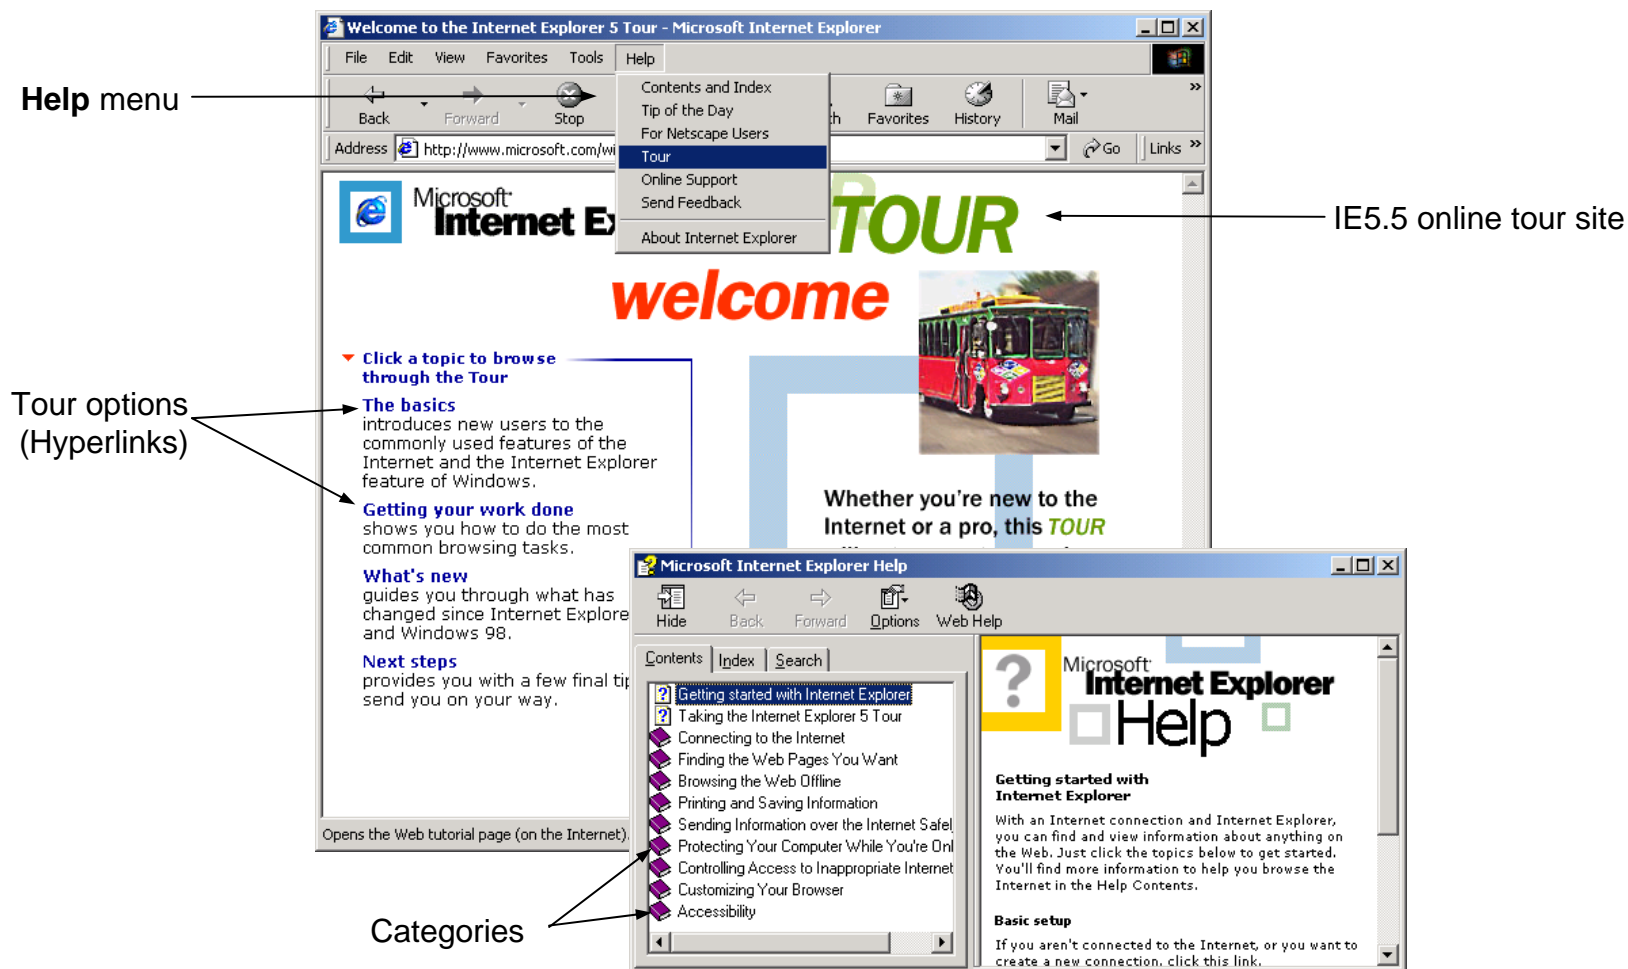 Welcome to the Internet Explorer 5 Tour - Microsoft Internet Explorer
File Edit View Favorites Tools Help
Contents and Index
Tip of the Day
For Netscape Users
Tour
Online Support
Send Feedback
About Internet Explorer
Back Forward Stop Favorites History Mail
Address http://www.microsoft.com/wi Go Links
Help menu
IE5.5 online tour site
Microsoft
Internet Ex
TOUR
welcome
Click a topic to browse
through the Tour
Tour options
(Hyperlinks)
The basics
introduces new users to the
commonly used features of the
Internet and the Internet Explorer
feature of Windows.
Getting your work done
shows you how to do the most
common browsing tasks.
What's new
guides you through what has
changed since Internet Explore
and Windows 98.
Next steps
provides you with a few final tip
send you on your way.
Whether you're new to the
Internet or a pro, this TOUR
Opens the Web tutorial page (on the Internet).
Microsoft Internet Explorer Help
Hide Back Forward Options Web Help
Contents Index Search
Getting started with Internet Explorer
Taking the Internet Explorer 5 Tour
Connecting to the Internet
Finding the Web Pages You Want
Browsing the Web Offline
Printing and Saving Information
Sending Information over the Internet Safel
Protecting Your Computer While You're Onl
Controlling Access to Inappropriate Internet
Customizing Your Browser
Accessibility
Categories
Microsoft
Internet Explorer
Help
Getting started with
Internet Explorer
With an Internet connection and Internet Explorer,
you can find and view information about anything on
the Web. Just click the topics below to get started.
You'll find more information to help you browse the
Internet in the Help Contents.
Basic setup
If you aren't connected to the Internet, or you want to
create a new connection, click this link.